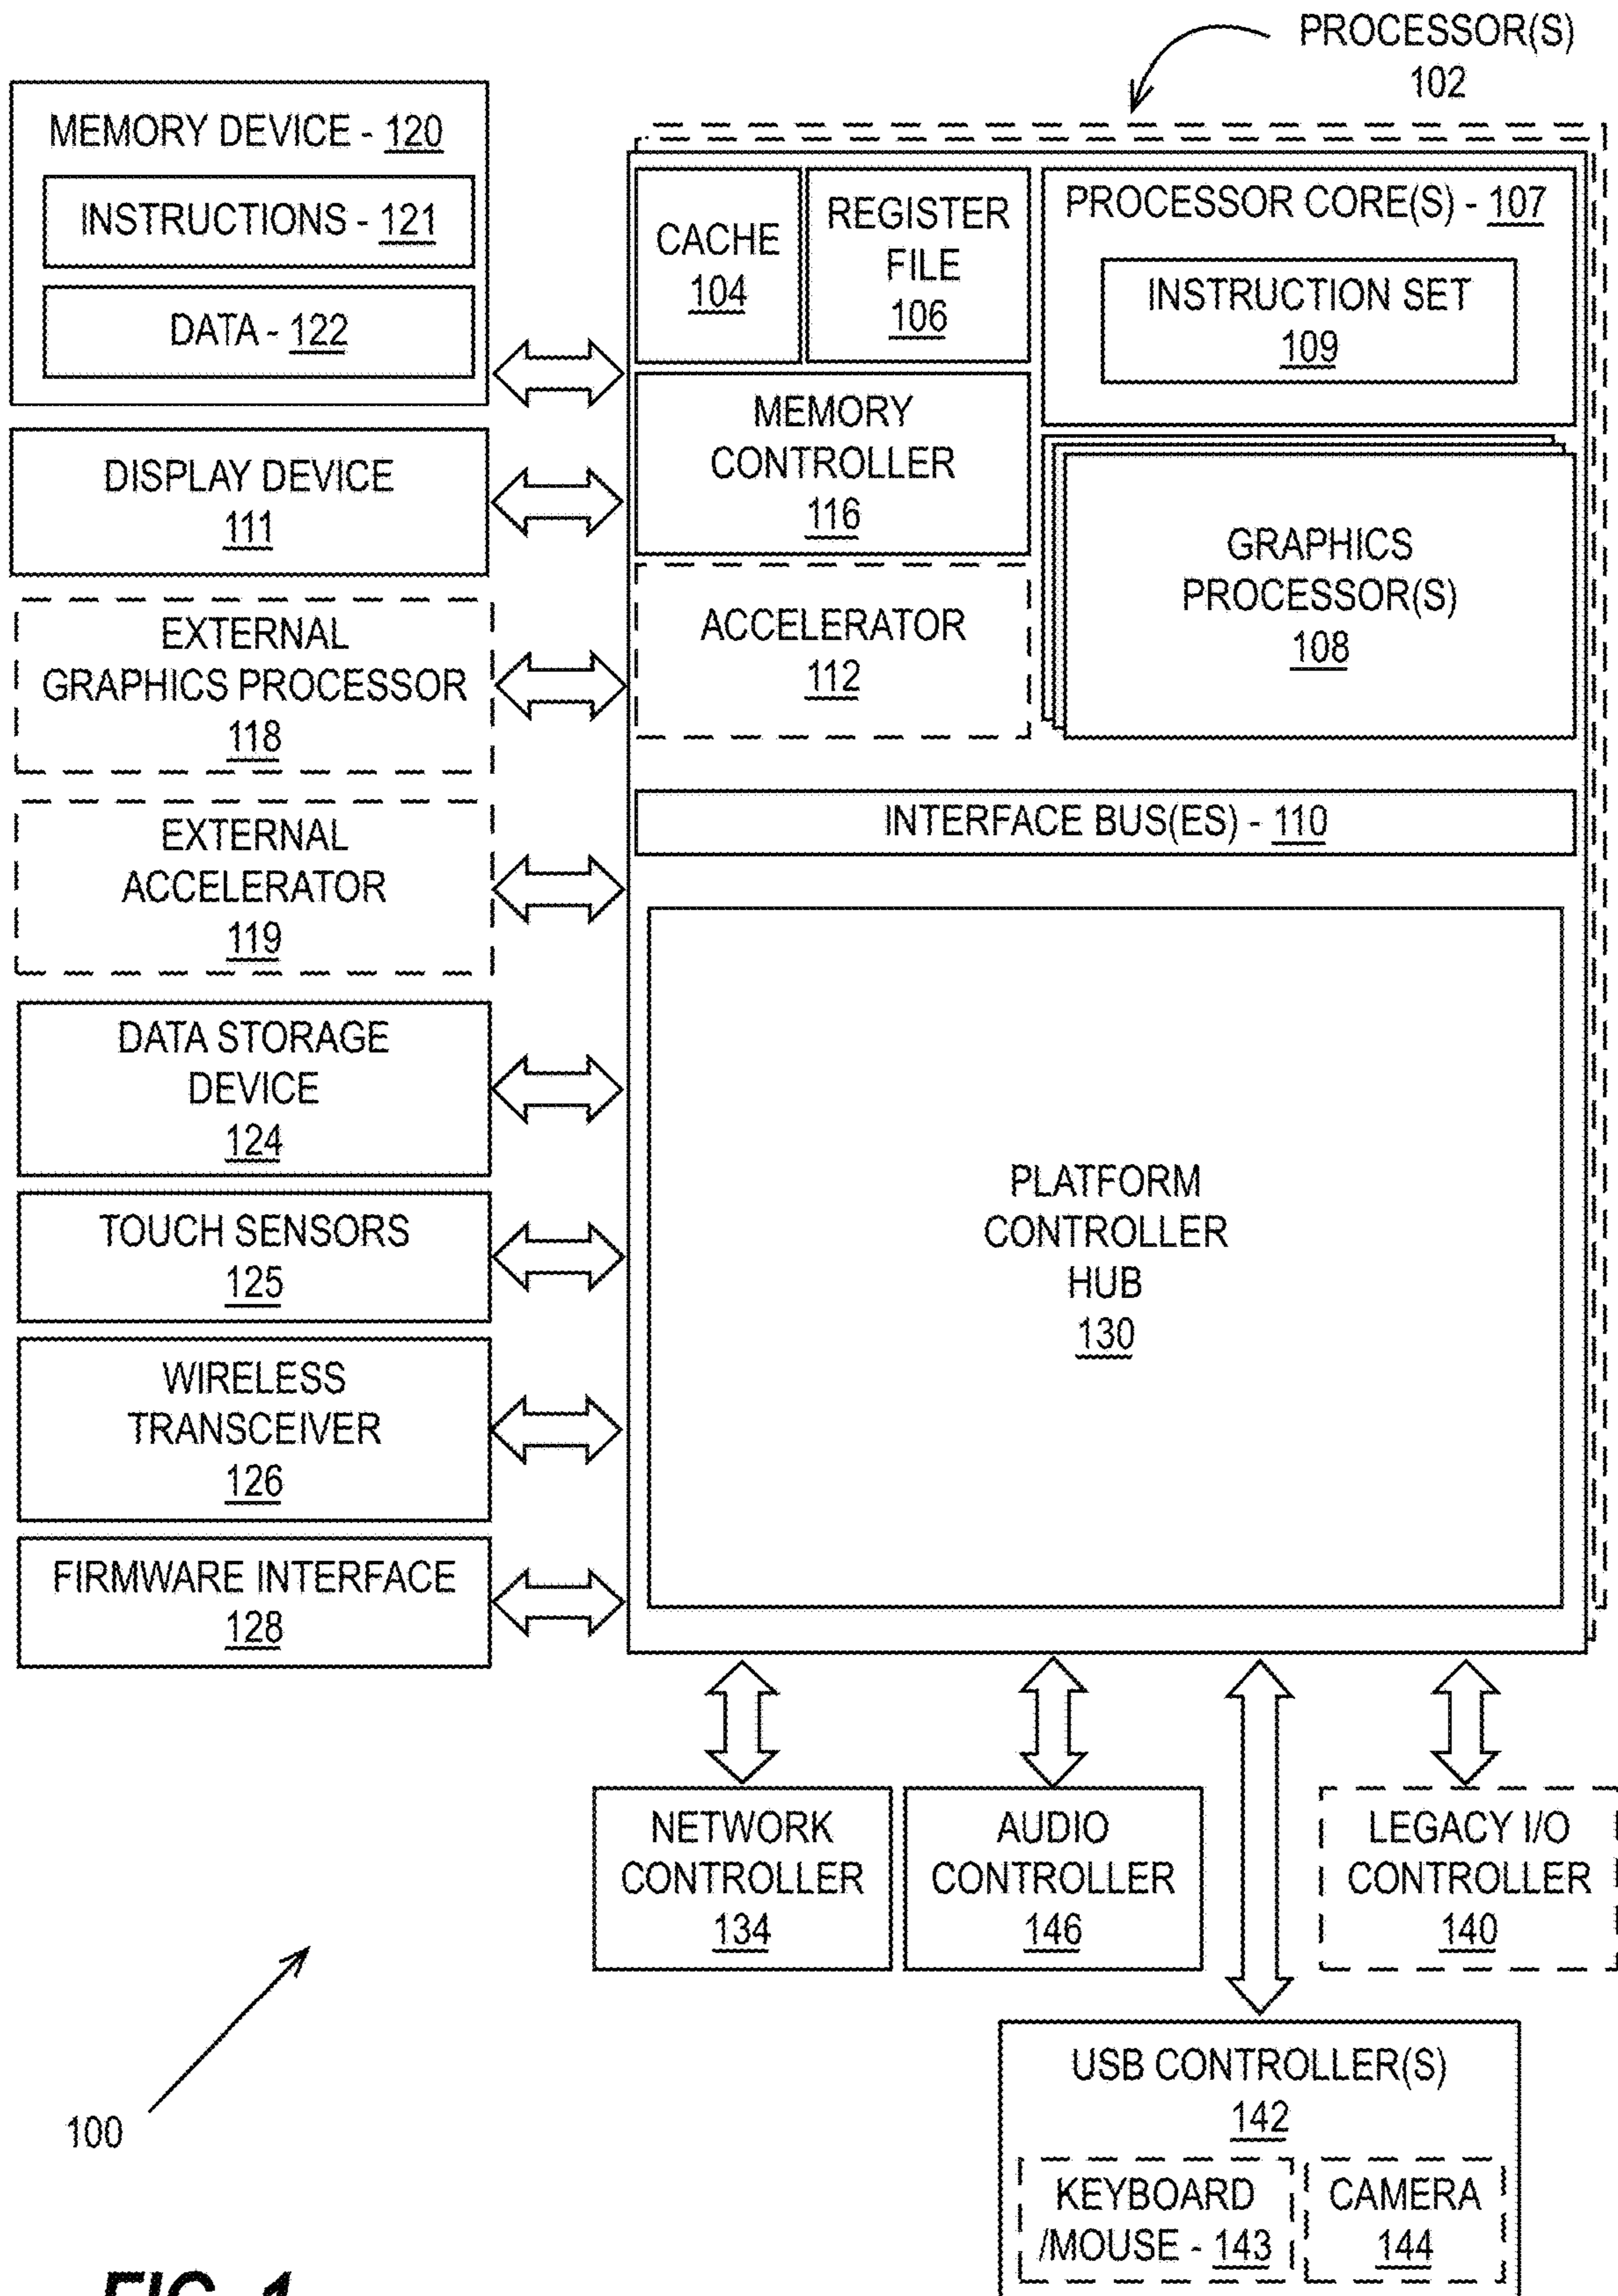 PROCESSOR(S)
102
MEMORY DEVICE - 120
INSTRUCTIONS - 121
DATA - 122
CACHE
104
REGISTER
FILE
106
PROCESSOR CORE(S) - 107
INSTRUCTION SET
109
MEMORY
CONTROLLER
116
DISPLAY DEVICE
111
GRAPHICS
PROCESSOR(S)
108
EXTERNAL
GRAPHICS PROCESSOR
118
ACCELERATOR
112
INTERFACE BUS(ES) - 110
EXTERNAL
ACCELERATOR
119
DATA STORAGE
DEVICE
124
TOUCH SENSORS
125
PLATFORM
CONTROLLER
HUB
130
WIRELESS
TRANSCEIVER
126
FIRMWARE INTERFACE
128
NETWORK
CONTROLLER
134
AUDIO
CONTROLLER
146
LEGACY I/O
CONTROLLER
140
USB CONTROLLER(S)
142
KEYBOARD
/MOUSE - 143
CAMERA
144
100
FIG. 1